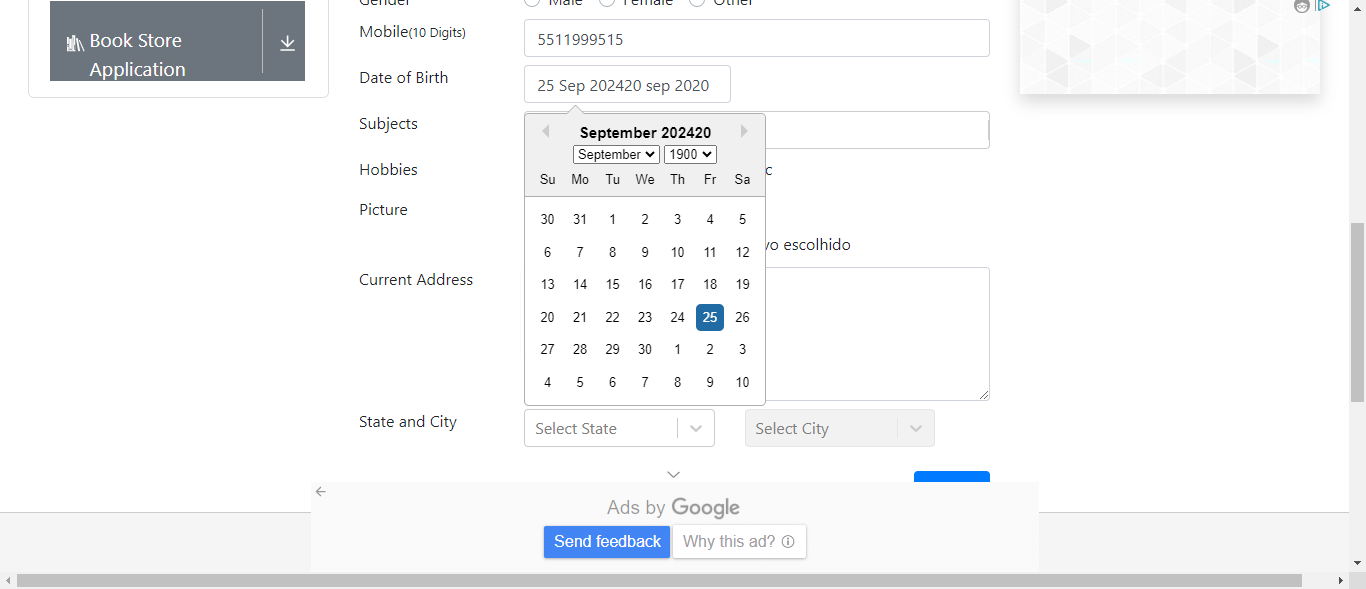 Gender
Male
Female
Other
Book Store
Application
Mobile(10 Digits)
5511999515
Date of Birth
25 Sep 202420 sep 2020
Subjects
September 202420
September
1900
Su Mo Tu We Th Fr Sa
30 31 1 2 3 4 5
6 7 8 9 10 11 12
13 14 15 16 17 18 19
20 21 22 23 24 25 26
27 28 29 30 1 2 3
4 5 6 7 8 9 10
Hobbies
c
Picture
vo escolhido
Current Address
State and City
Select State
Select City
Ads by Google
Send feedback
Why this ad?